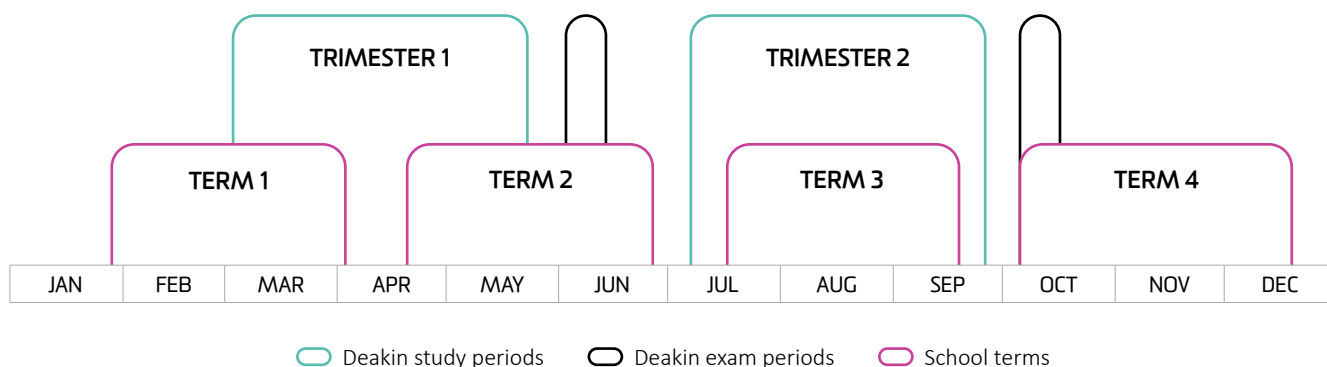 TRIMESTER 1
TRIMESTER 2
TERM 1
TERM 2
TERM 3
TERM 4
JAN FEB MAR APR MAY JUN JUL AUG SEP OCT NOV DEC
Deakin study periods Deakin exam periods School terms